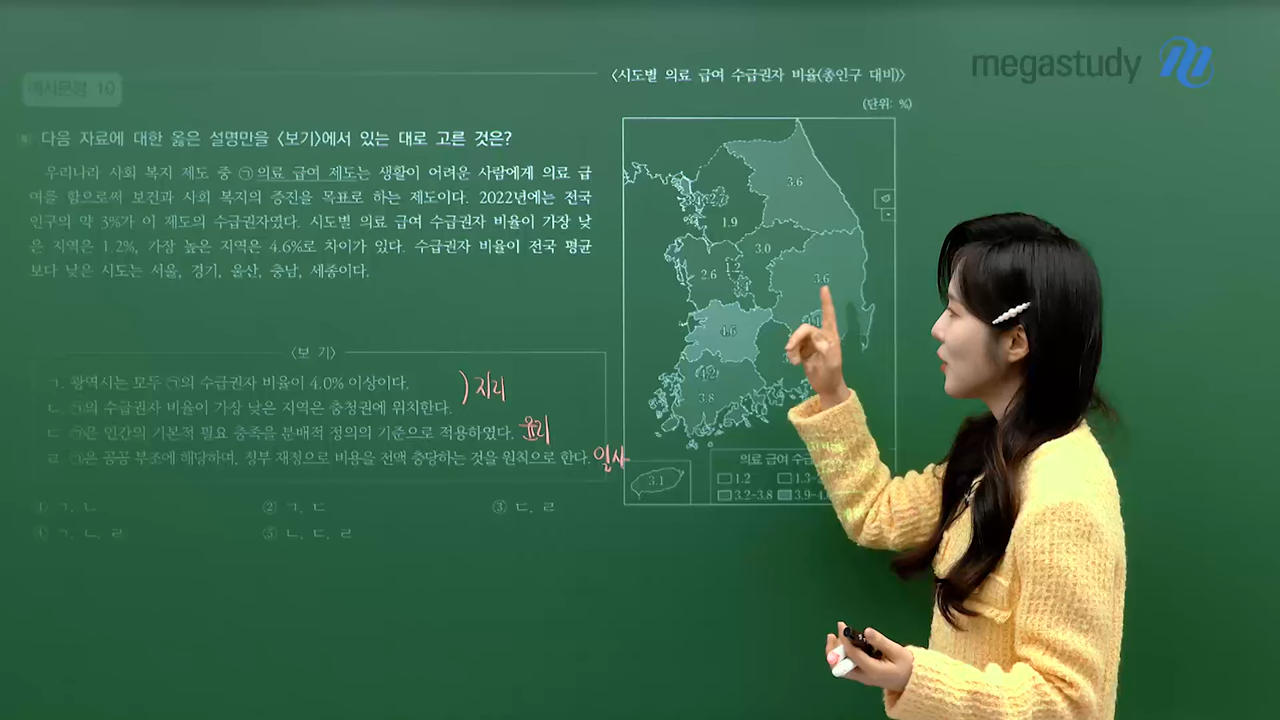 megastudy
예시문항 10
다음 자료에 대한 옳은 설명만을 <보기>에서 있는 대로 고른 것은?
우리나라 사회 복지 제도 중 ㉠의료 급여 제도는 생활이 어려운 사람에게 의료 급
여를 함으로써 보건과 사회 복지의 증진을 목표로 하는 제도이다. 2022년에는 전국
인구의 약 3%가 이 제도의 수급권자였다. 시도별 의료 급여 수급권자 비율이 가장 낮
은 지역은 1.2%, 가장 높은 지역은 4.6%로 차이가 있다. 수급권자 비율이 전국 평균
보다 낮은 시도는 서울, 경기, 울산, 충남, 세종이다.
<보 기>
ㄱ. 광역시는 모두 ㉠의 수급권자 비율이 4.0% 이상이다.
ㄴ. ㉠의 수급권자 비율이 가장 낮은 지역은 충청권에 위치한다.
) 지리
ㄷ. ㉠은 인간의 기본적 필요 충족을 분배적 정의의 기준으로 적용하였다.
윤리
ㄹ. ㉠은 공공 부조에 해당하며, 정부 재정으로 비용을 전액 충당하는 것을 원칙으로 한다.
일사
① ㄱ, ㄴ
② ㄱ, ㄷ
③ ㄷ, ㄹ
④ ㄱ, ㄴ, ㄹ
⑤ ㄴ, ㄷ, ㄹ
<시도별 의료 급여 수급권자 비율(총인구 대비)>
(단위: %)
3.6
1.9
3.0
2.6
1.2
3.6
4.6
4.2
3.8
3.1
의료 급여 수급
1.2
1.3-
3.2-3.8
3.9-4.